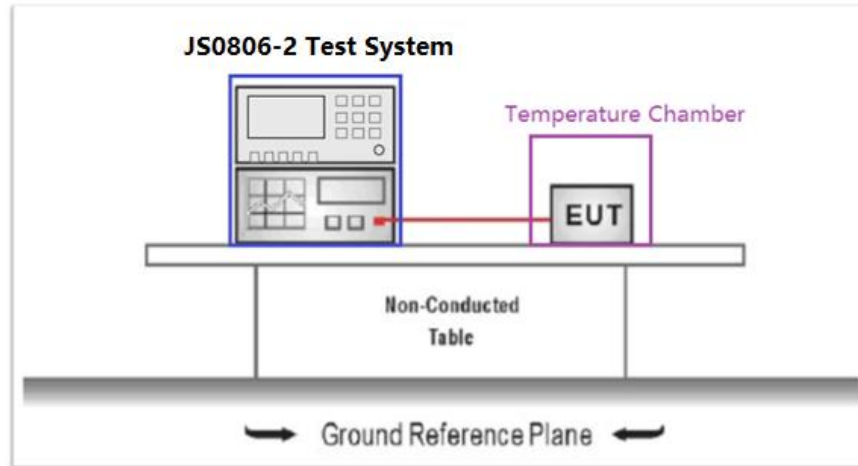 JS0806-2 Test System
Temperature Chamber
EUT
Non-Conducted
Table
Ground Reference Plane